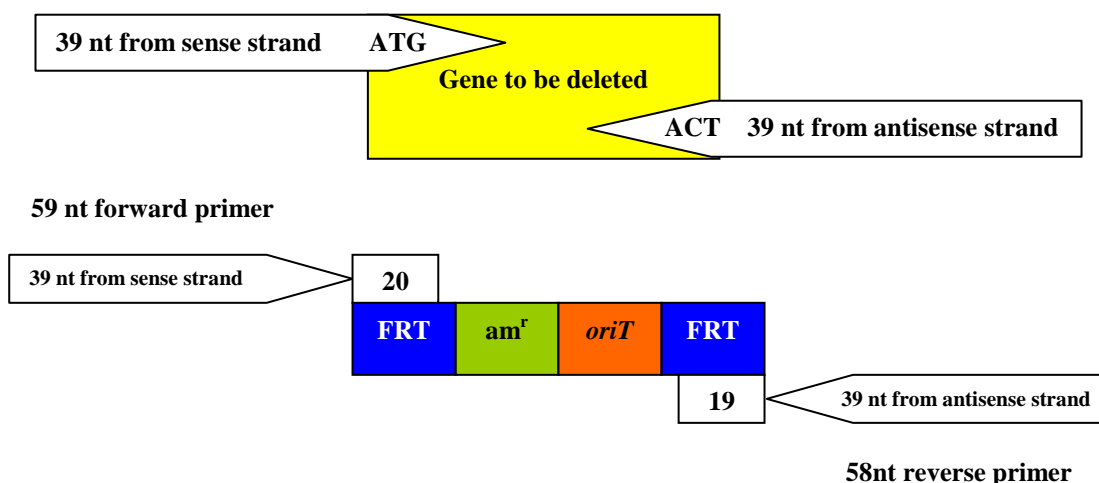 39 nt from sense strand ATG
Gene to be deleted
ACT 39 nt from antisense strand
59 nt forward primer
39 nt from sense strand 20
FRT amr oriT FRT
19 39 nt from antisense strand
58nt reverse primer